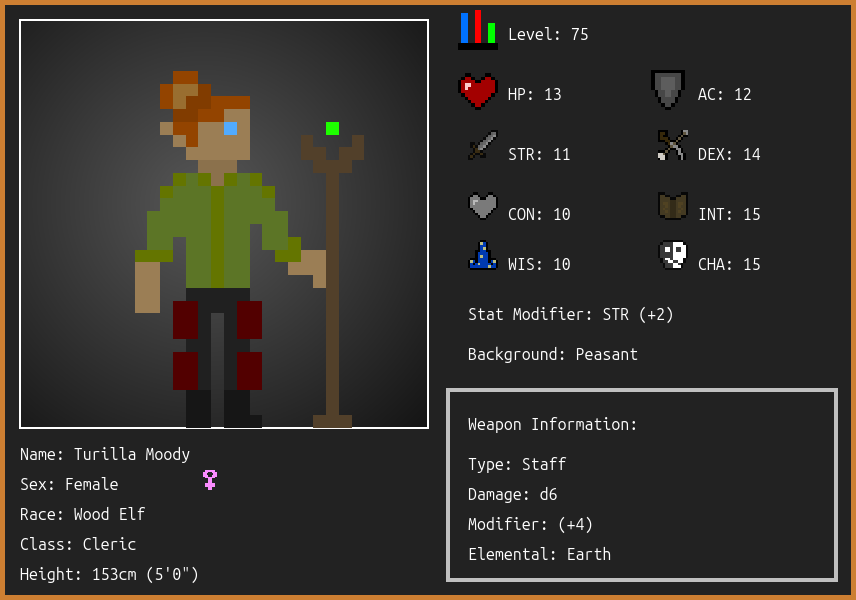 Level: 75
HP: 13
AC: 12
STR: 11
DEX: 14
CON: 10
INT: 15
WIS: 10
CHA: 15
Stat Modifier: STR (+2)
Background: Peasant
Weapon Information:
Type: Staff
Damage: d6
Modifier: (+4)
Elemental: Earth
Name: Turilla Moody
Sex: Female
Race: Wood Elf
Class: Cleric
Height: 153cm (5'0")